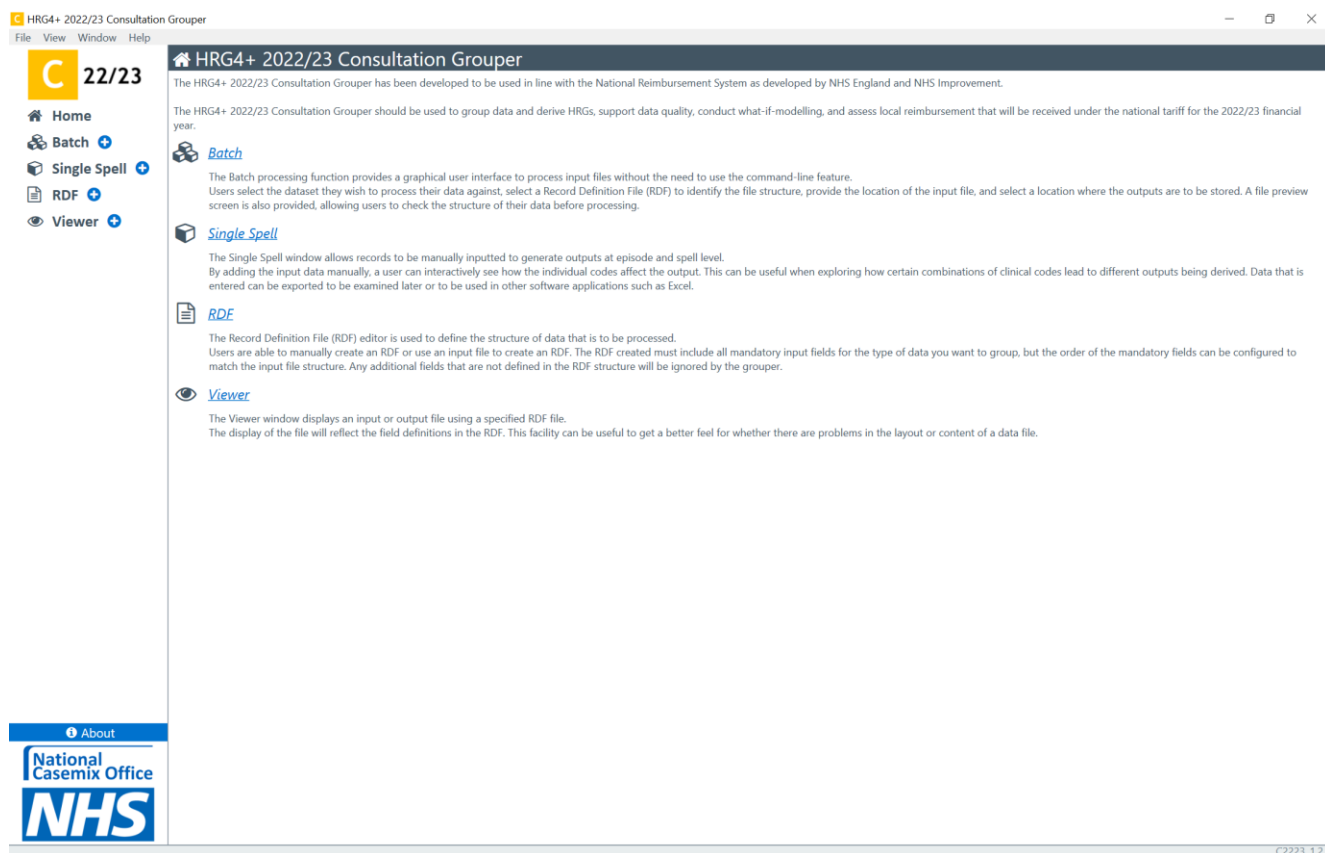 C HRG4+ 2022/23 Consultation Grouper
File View Window Help
C 22/23
Home
Batch
Single Spell
RDF
Viewer
HRG4+ 2022/23 Consultation Grouper
The HRG4+ 2022/23 Consultation Grouper has been developed to be used in line with the National Reimbursement System as developed by NHS England and NHS Improvement.
The HRG4+ 2022/23 Consultation Grouper should be used to group data and derive HRGs, support data quality, conduct what-if-modelling, and assess local reimbursement that will be received under the national tariff for the 2022/23 financial
year.
Batch
The Batch processing function provides a graphical user interface to process input files without the need to use the command-line feature.
Users select the dataset they wish to process their data against, select a Record Definition File (RDF) to identify the file structure, provide the location of the input file, and select a location where the outputs are to be stored. A file preview
screen is also provided, allowing users to check the structure of their data before processing.
Single Spell
The Single Spell window allows records to be manually inputted to generate outputs at episode and spell level.
By adding the input data manually, a user can interactively see how the individual codes affect the output. This can be useful when exploring how certain combinations of clinical codes lead to different outputs being derived. Data that is
entered can be exported to be examined later or to be used in other software applications such as Excel.
RDF
The Record Definition File (RDF) editor is used to define the structure of data that is to be processed.
Users are able to manually create an RDF or use an input file to create an RDF. The RDF created must include all mandatory input fields for the type of data you want to group, but the order of the mandatory fields can be configured to
match the input file structure. Any additional fields that are not defined in the RDF structure will be ignored by the grouper.
Viewer
The Viewer window displays an input or output file using a specified RDF file.
The display of the file will reflect the field definitions in the RDF. This facility can be useful to get a better feel for whether there are problems in the layout or content of a data file.
About
National
Casemix Office
NHS
C2223_1.2